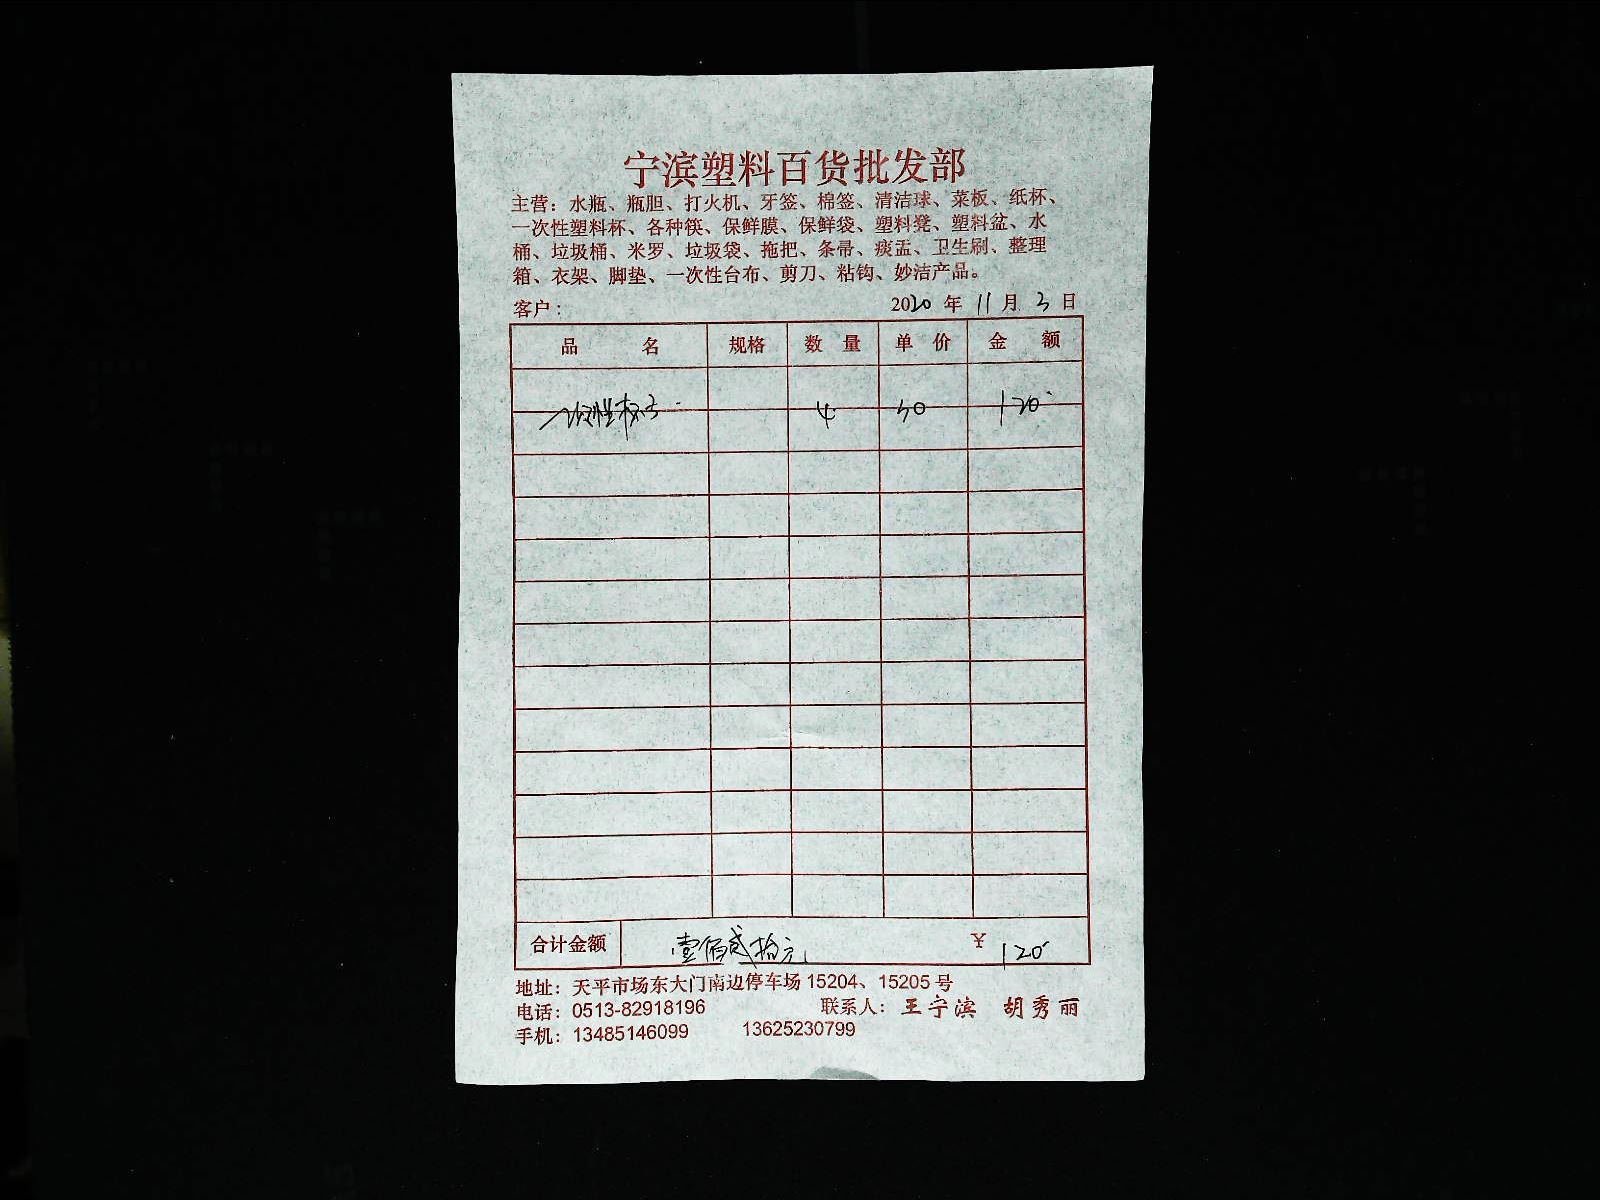 宁滨塑料百货批发部
主营：水瓶、瓶胆、打火机、牙签、棉签、清洁球、菜板、纸杯、
一次性塑料杯、各种筷、保鲜膜、保鲜袋、塑料凳、塑料盆、水
桶、垃圾桶、米罗、垃圾袋、拖把、条帚、痰盂、卫生刷、整理
箱、衣架、脚垫、一次性台布、剪刀、粘钩、妙洁产品。
客户： 2020 年 11 月 3 日
品 名 规格 数 量 单 价 金 额
一次性杯子 4 30 120
合计金额 壹佰贰拾元 ¥ 120
地址：天平市场东大门南边停车场 15204、15205 号
电话：0513-82918196 联系人：王宁滨 胡秀丽
手机：13485146099 13625230799